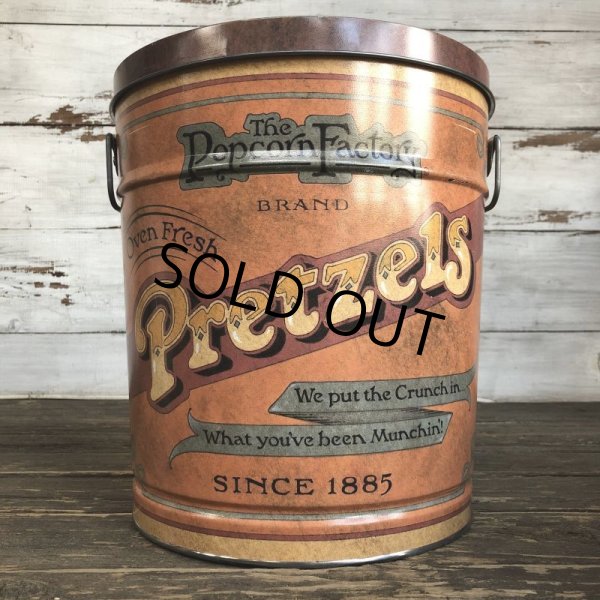 The
Popcorn Factory
BRAND
Oven Fresh
Pretzels
SOLD OUT
We put the Crunch in
What you've been Munchin'!
SINCE 1885